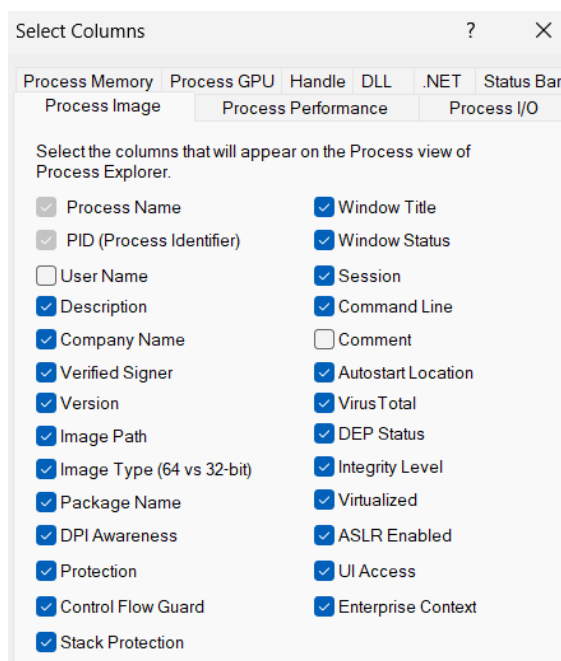 Select Columns
?
Process Memory Process GPU Handle DLL .NET Status Bar
Process Image Process Performance Process I/O
Select the columns that will appear on the Process view of
Process Explorer.
Process Name Window Title
PID (Process Identifier) Window Status
User Name Session
Description Command Line
Company Name Comment
Verified Signer Autostart Location
Version VirusTotal
Image Path DEP Status
Image Type (64 vs 32-bit) Integrity Level
Package Name Virtualized
DPI Awareness ASLR Enabled
Protection UI Access
Control Flow Guard Enterprise Context
Stack Protection